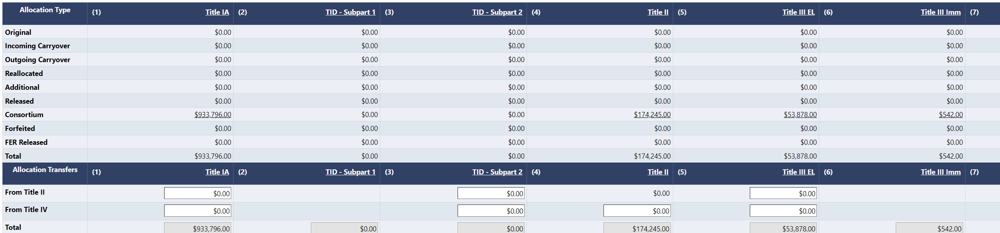 Allocation Type (1) Title IA (2) TID - Subpart 1 (3) TID - Subpart 2 (4) Title II (5) Title III EL (6) Title III Imm (7)
Original $0.00 $0.00 $0.00 $0.00 $0.00 $0.00
Incoming Carryover $0.00 $0.00 $0.00 $0.00 $0.00 $0.00
Outgoing Carryover $0.00 $0.00 $0.00 $0.00 $0.00 $0.00
Reallocated $0.00 $0.00 $0.00 $0.00 $0.00 $0.00
Additional $0.00 $0.00 $0.00 $0.00 $0.00 $0.00
Released $0.00 $0.00 $0.00 $0.00 $0.00 $0.00
Consortium $933,796.00 $0.00 $0.00 $174,245.00 $53,878.00 $542.00
Forfeited $0.00 $0.00 $0.00 $0.00 $0.00 $0.00
FER Released $0.00 $0.00 $0.00 $0.00 $0.00 $0.00
Total $933,796.00 $0.00 $0.00 $174,245.00 $53,878.00 $542.00
Allocation Transfers (1) Title IA (2) TID - Subpart 1 (3) TID - Subpart 2 (4) Title II (5) Title III EL (6) Title III Imm (7)
From Title II $0.00 $0.00 $0.00 $0.00
From Title IV $0.00 $0.00 $0.00 $0.00
Total $933,796.00 $0.00 $0.00 $174,245.00 $53,878.00 $542.00